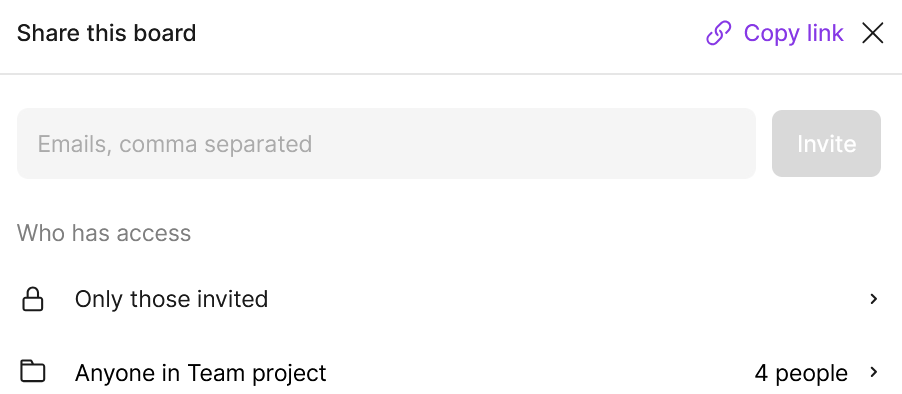 Share this board
Copy link
Emails, comma separated
Invite
Who has access
Only those invited
Anyone in Team project
4 people